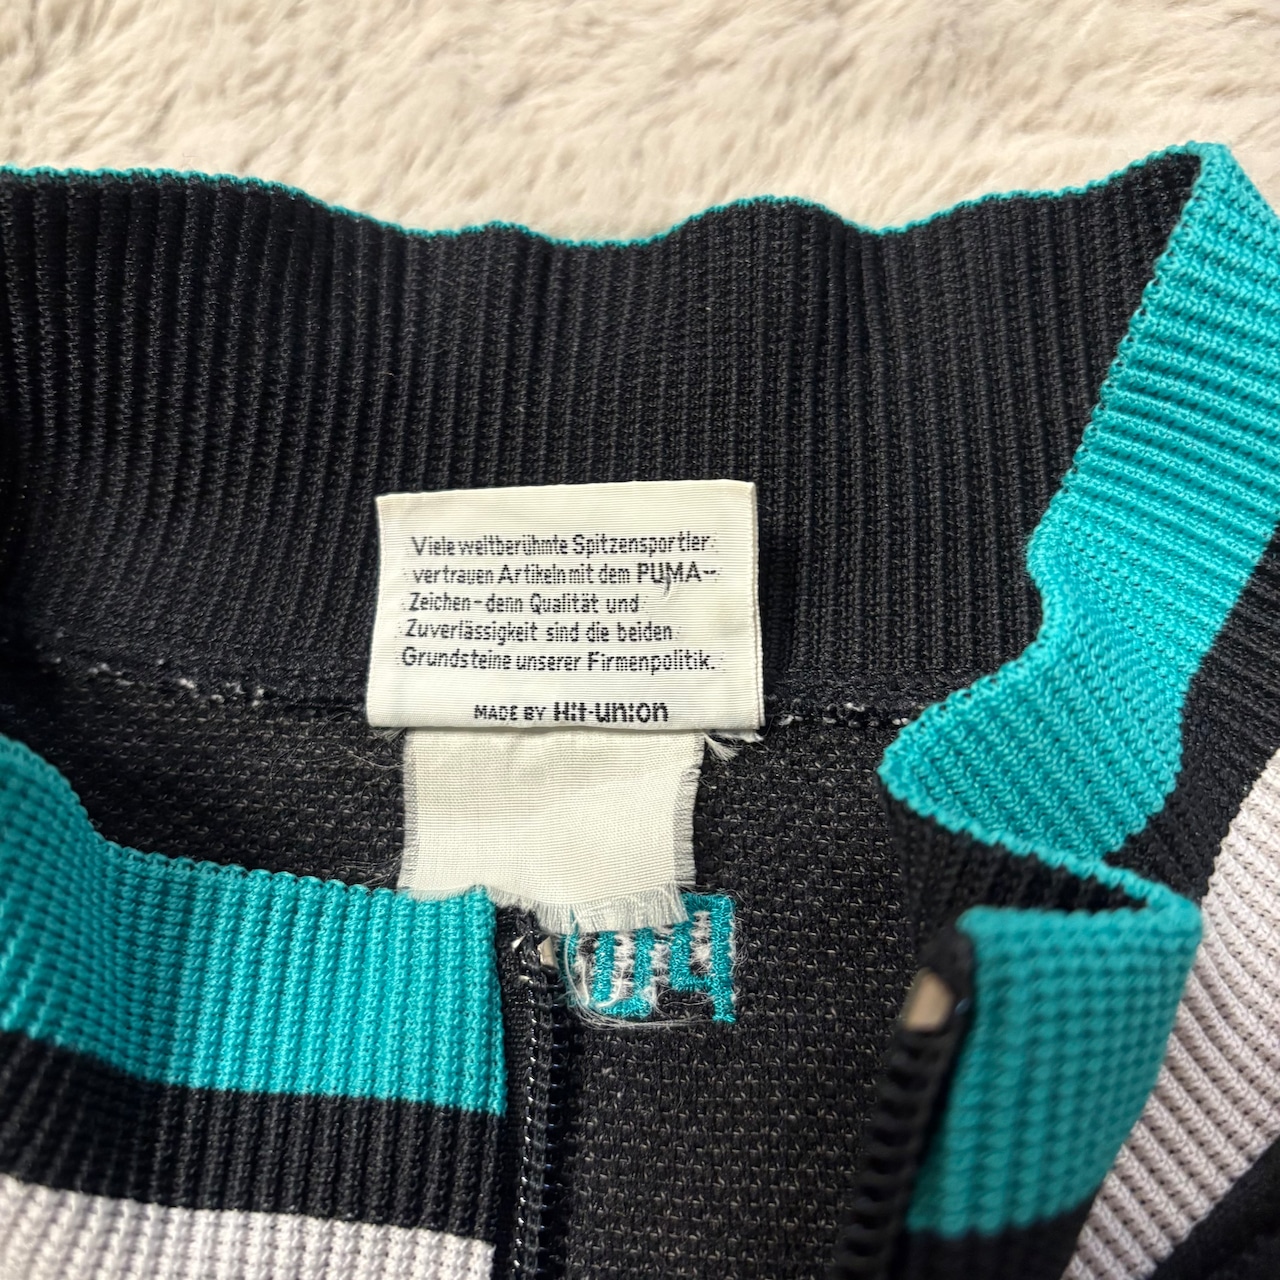 Viele weltberühmte Spitzensportler
vertrauen Artikeln mit dem PUMA-
Zeichen-denn Qualität und
Zuverlässigkeit sind die beiden
Grundsteine unserer Firmenpolitik.
MADE BY Hit-union